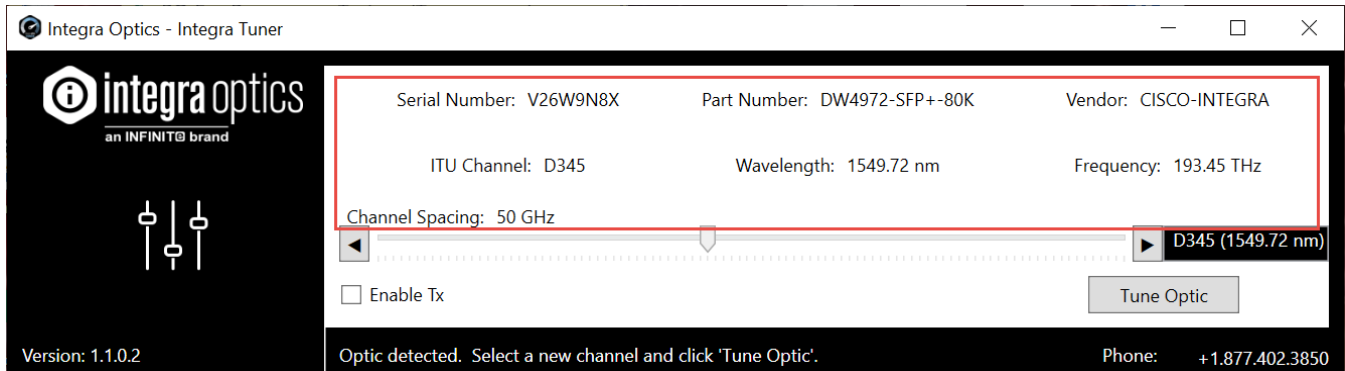 Integra Optics - Integra Tuner
integra optics
an INFINITE brand
Serial Number: V26W9N8X Part Number: DW4972-SFP+-80K Vendor: CISCO-INTEGRA
ITU Channel: D345 Wavelength: 1549.72 nm Frequency: 193.45 THz
Channel Spacing: 50 GHz
D345 (1549.72 nm)
Enable Tx Tune Optic
Version: 1.1.0.2 Optic detected. Select a new channel and click 'Tune Optic'. Phone: +1.877.402.3850